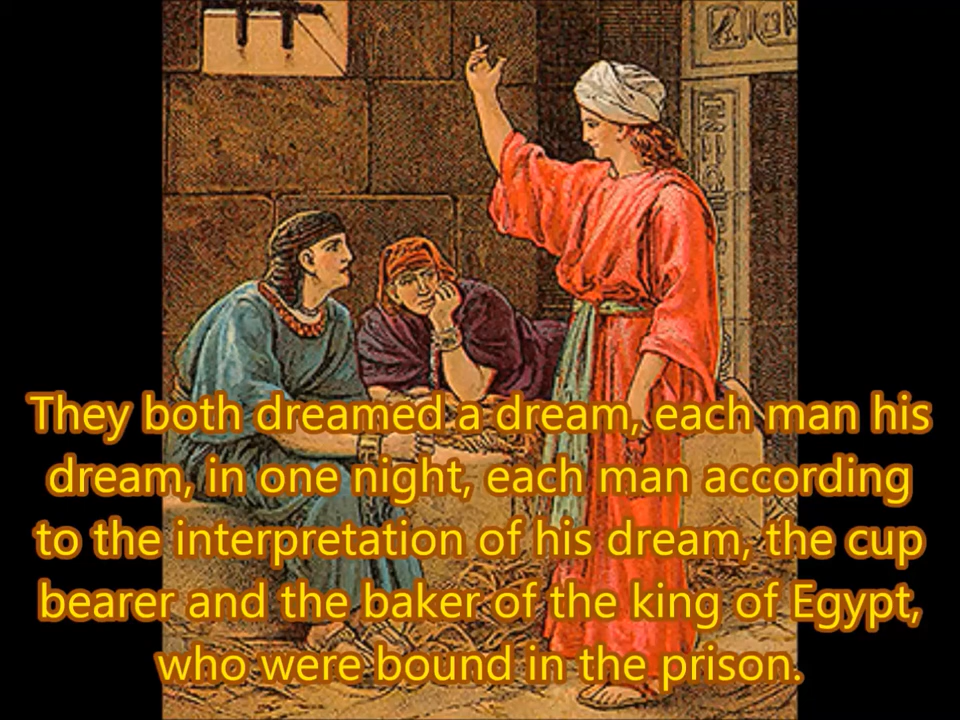 They both dreamed a dream, each man his
dream, in one night, each man according
to the interpretation of his dream, the cup
bearer and the baker of the king of Egypt,
who were bound in the prison.